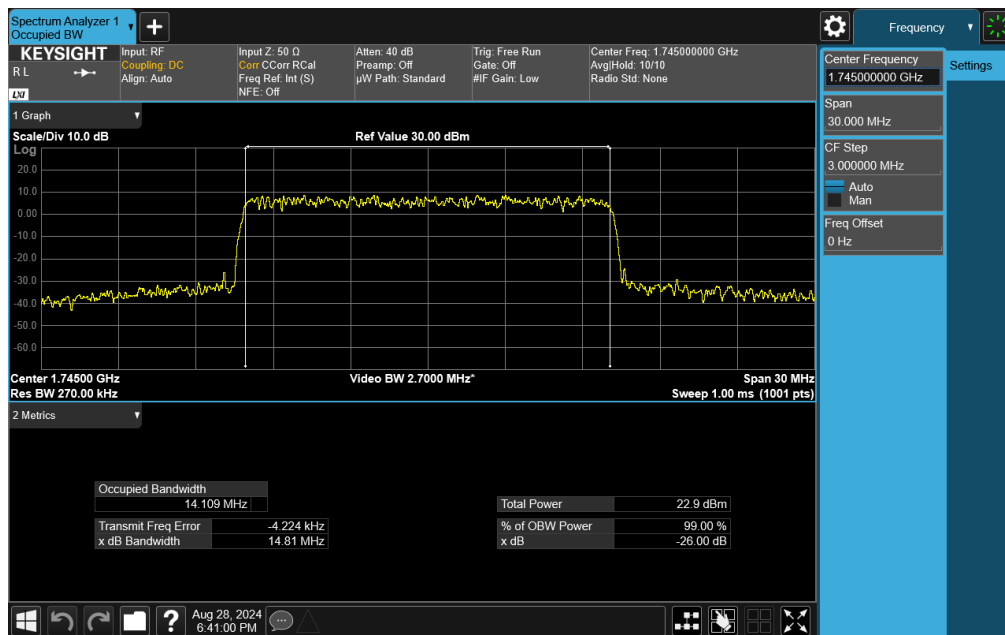 Spectrum Analyzer 1
Occupied BW
Frequency
KEYSIGHT
R L
LXI
Input: RF
Coupling: DC
Align: Auto
Input Z: 50 Ω
Corr CCorr RCal
Freq Ref: Int (S)
NFE: Off
Atten: 40 dB
Preamp: Off
µW Path: Standard
Trig: Free Run
Gate: Off
#IF Gain: Low
Center Freq: 1.745000000 GHz
Avg|Hold: 10/10
Radio Std: None
Center Frequency
1.745000000 GHz
Settings
Span
30.000 MHz
CF Step
3.000000 MHz
Auto
Man
Freq Offset
0 Hz
1 Graph
Scale/Div 10.0 dB
Ref Value 30.00 dBm
Log
20.0
10.0
0.00
-10.0
-20.0
-30.0
-40.0
-50.0
-60.0
Center 1.74500 GHz
Video BW 2.7000 MHz*
Span 30 MHz
Res BW 270.00 kHz
Sweep 1.00 ms (1001 pts)
2 Metrics
Occupied Bandwidth
14.109 MHz
Transmit Freq Error -4.224 kHz
x dB Bandwidth 14.81 MHz
Total Power 22.9 dBm
% of OBW Power 99.00 %
x dB -26.00 dB
?
Aug 28, 2024
6:41:00 PM